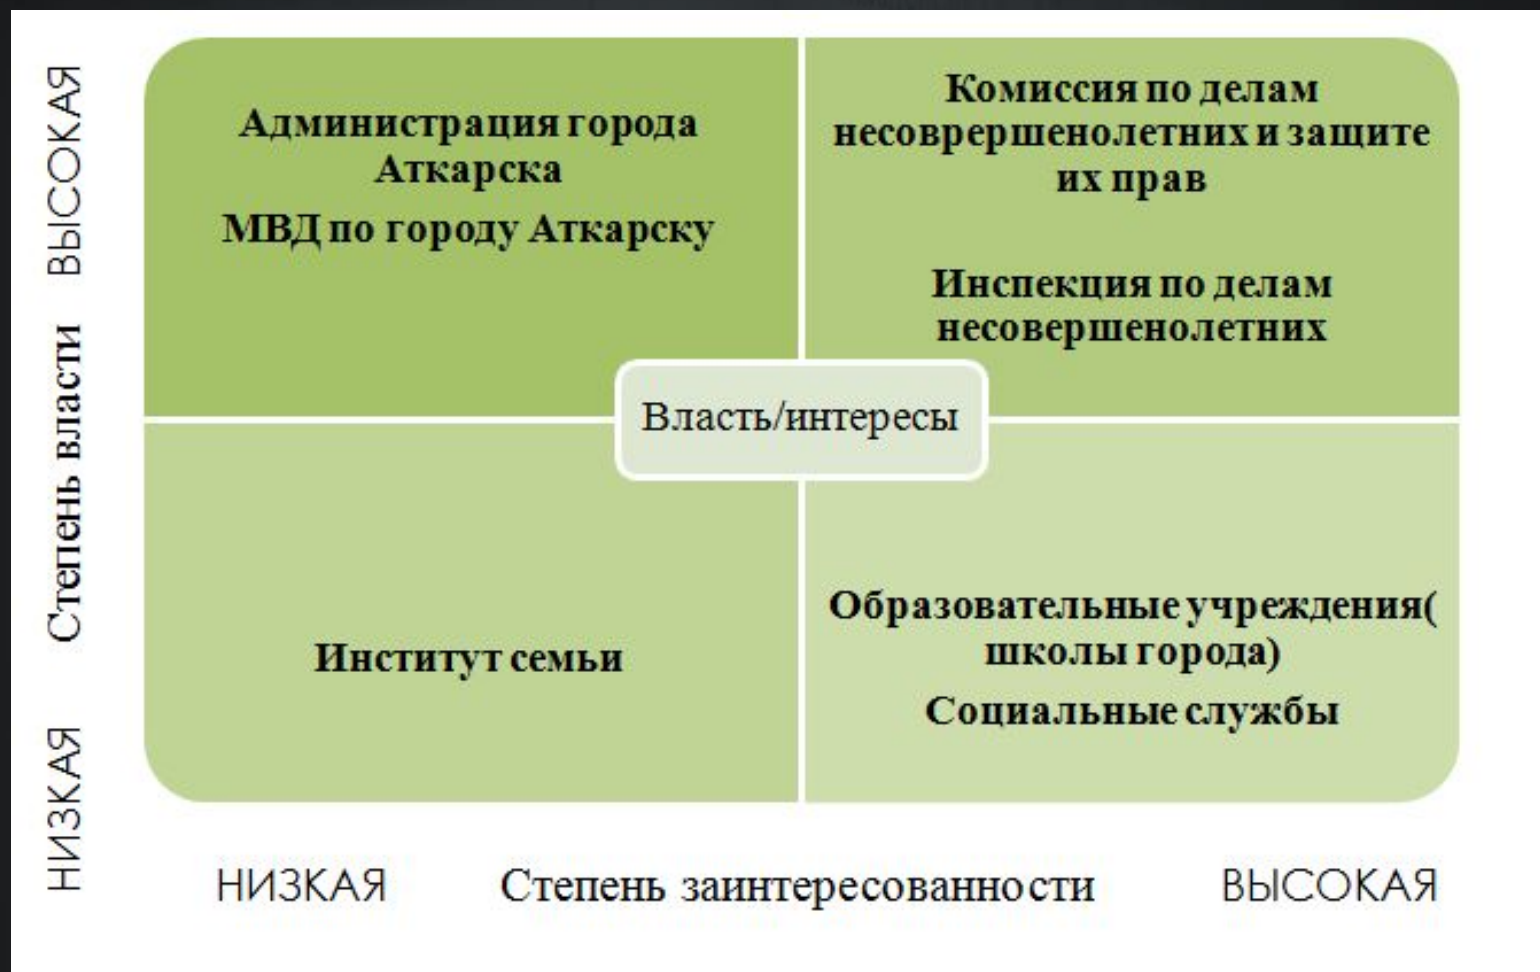 ВЫСОКАЯ
Степень власти
НИЗКАЯ
Администрация города
Аткарска
МВД по городу Аткарску
Комиссия по делам
несоврершенолетних и защите
их прав
Инспекция по делам
несовершенолетних
Власть/интересы
Институт семьи
Образовательные учреждения(
школы города)
Социальные службы
НИЗКАЯ
Степень заинтересованности
ВЫСОКАЯ